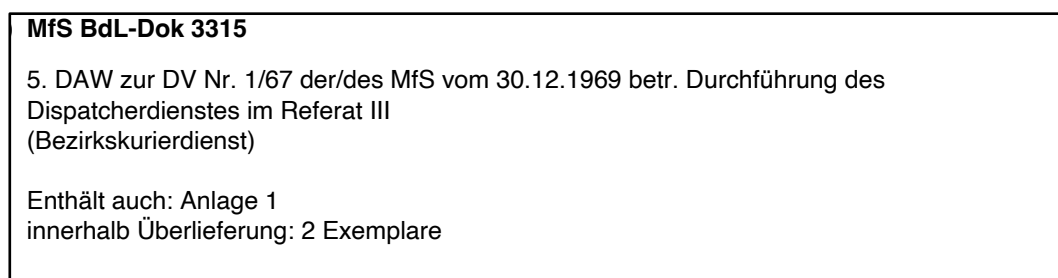 MfS BdL-Dok 3315
5. DAW zur DV Nr. 1/67 der/des MfS vom 30.12.1969 betr. Durchführung des
Dispatcherdienstes im Referat III
(Bezirkskurierdienst)
Enthält auch: Anlage 1
innerhalb Überlieferung: 2 Exemplare